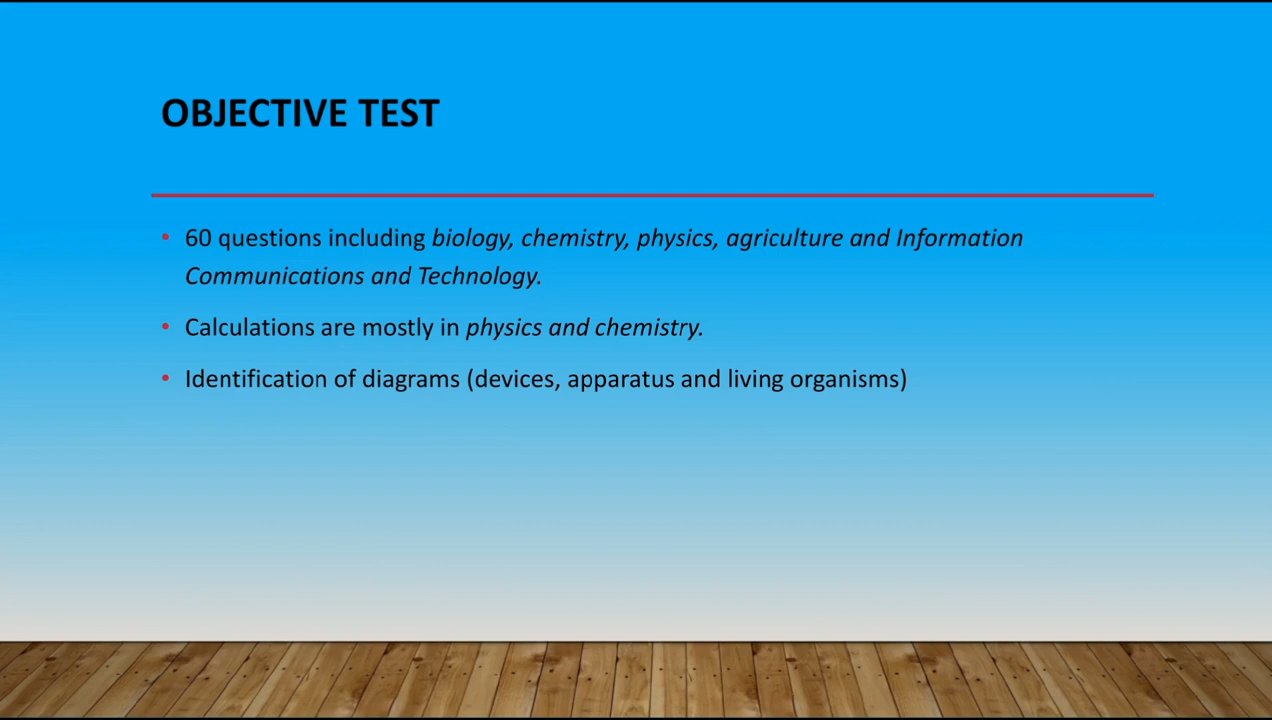 OBJECTIVE TEST
• 60 questions including biology, chemistry, physics, agriculture and Information
Communications and Technology.
• Calculations are mostly in physics and chemistry.
• Identification of diagrams (devices, apparatus and living organisms)